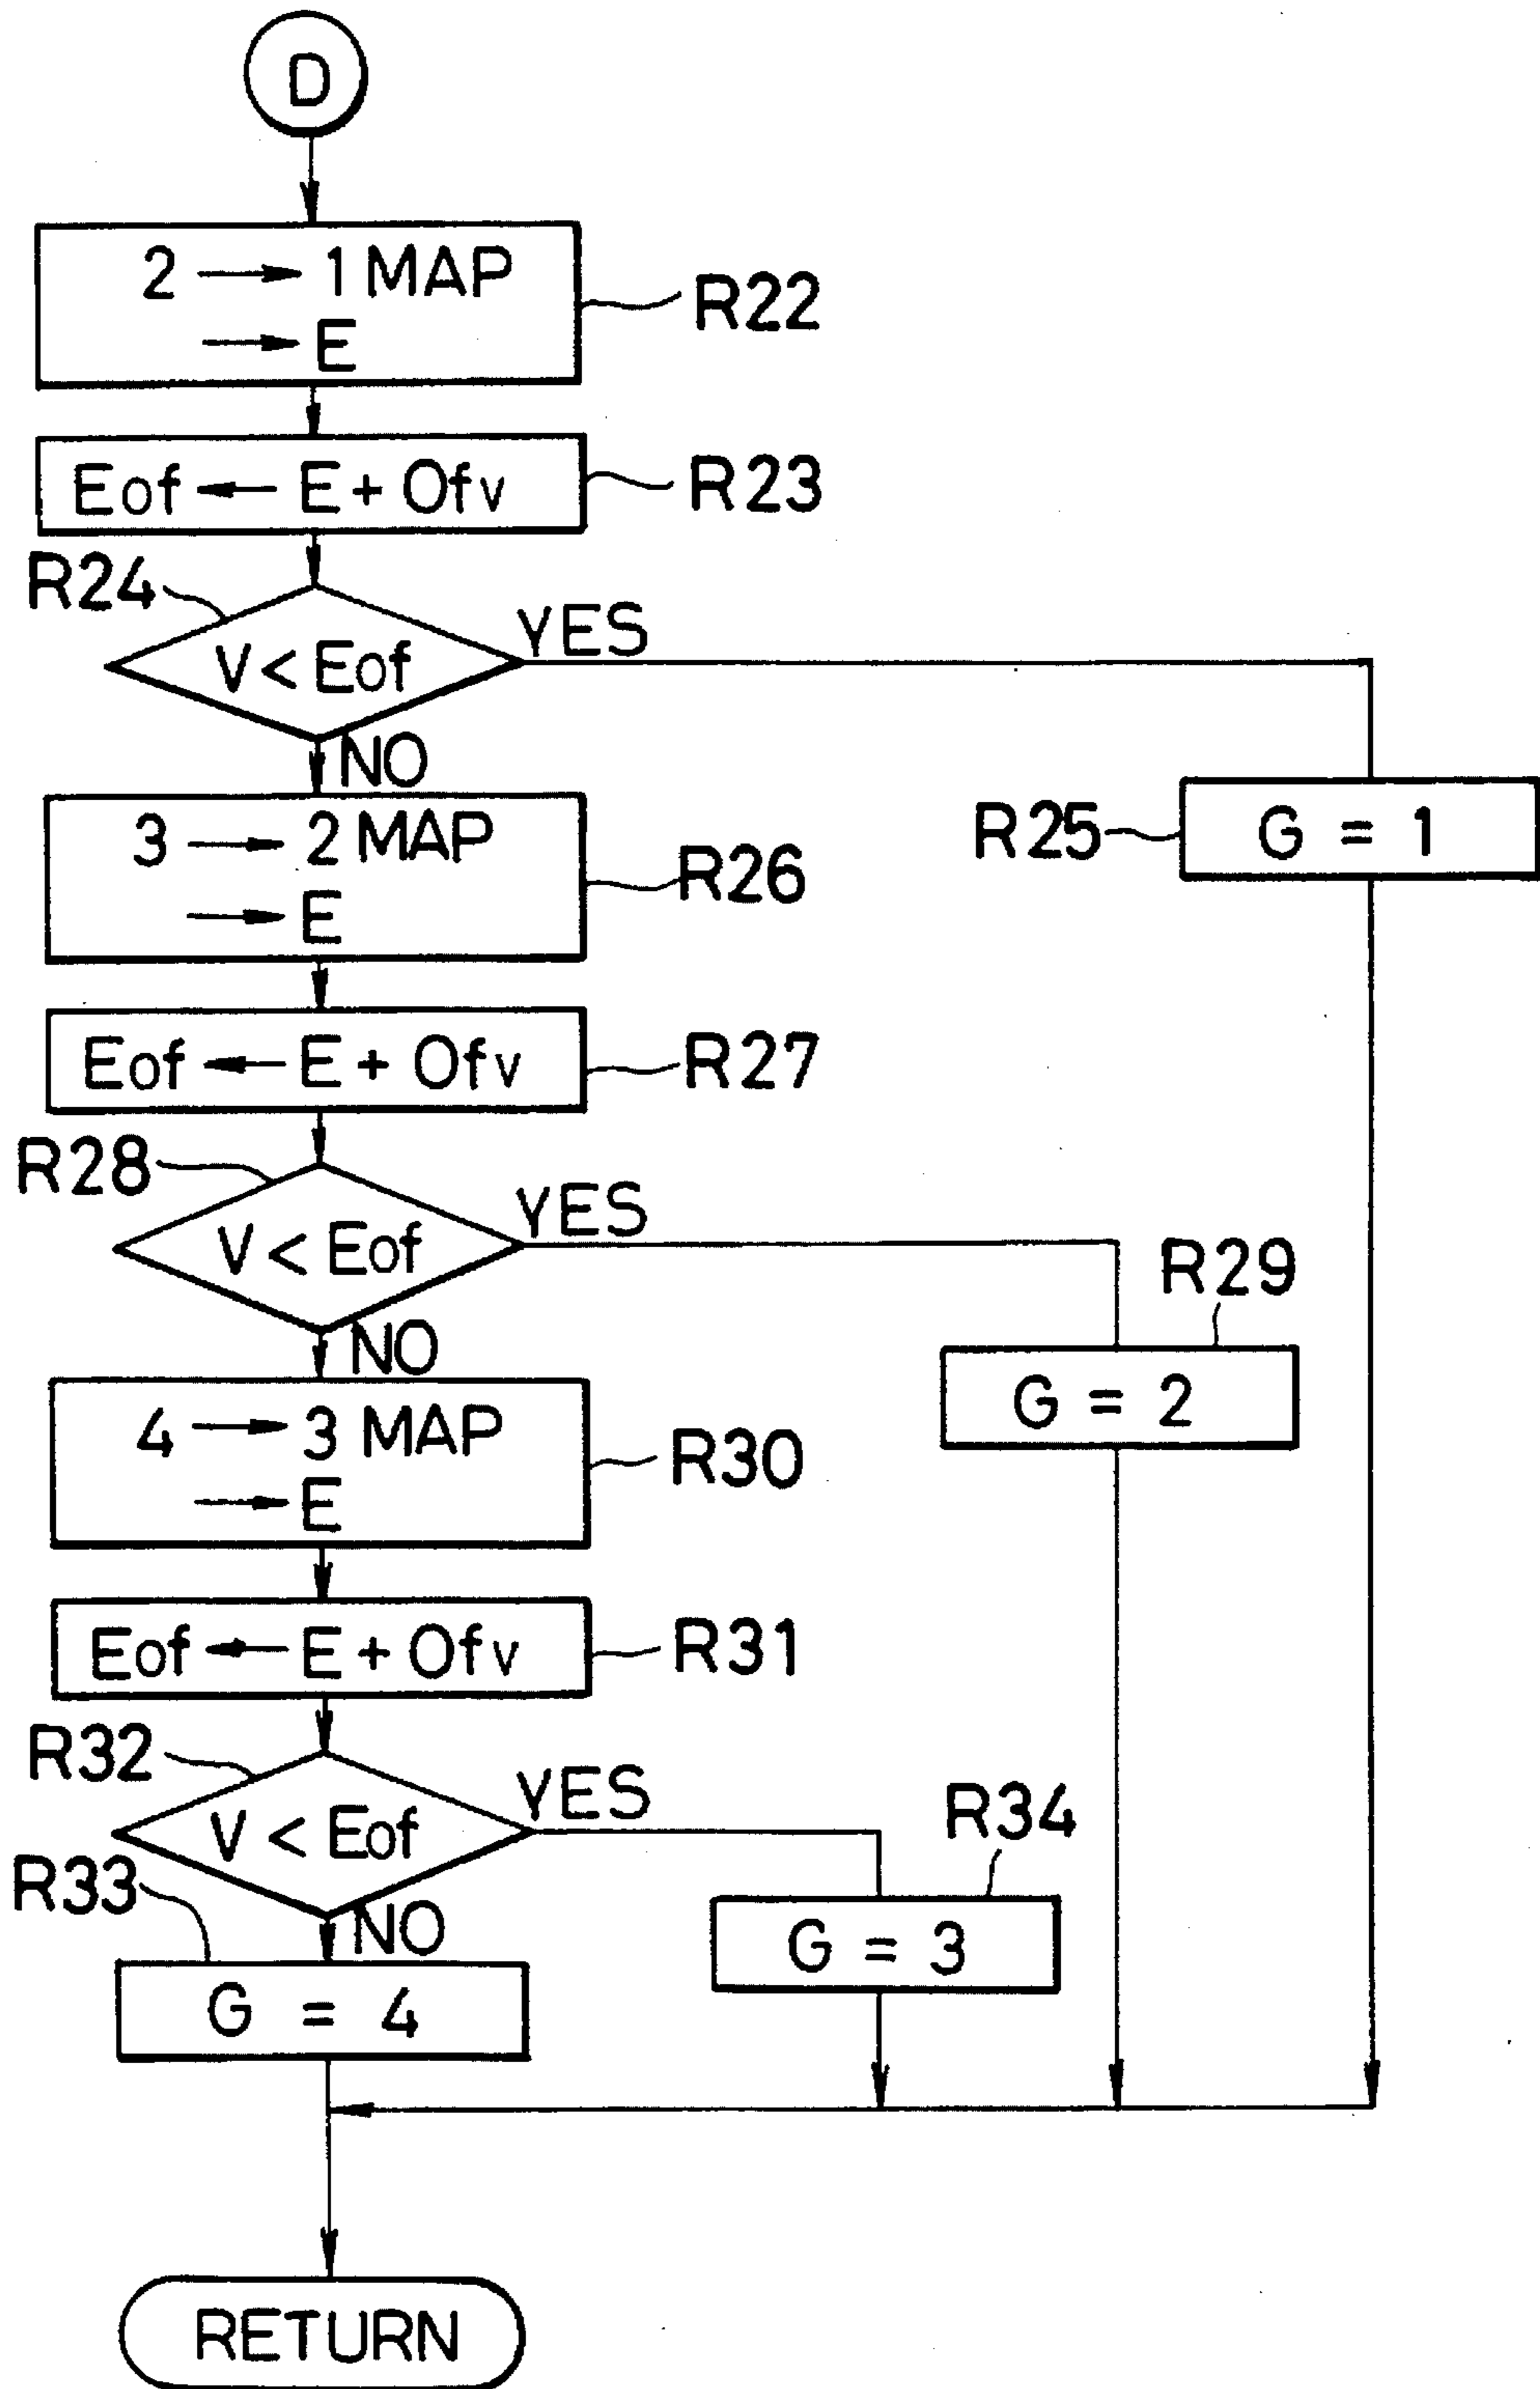 D
2 → 1 MAP
→ E
R22
Eof ← E + Ofv
R23
R24
V < Eof
YES
NO
R25
G = 1
3 → 2 MAP
→ E
R26
Eof ← E + Ofv
R27
R28
V < Eof
YES
NO
R29
G = 2
4 → 3 MAP
→ E
R30
Eof ← E + Ofv
R31
R32
V < Eof
YES
NO
R34
G = 3
R33
G = 4
RETURN